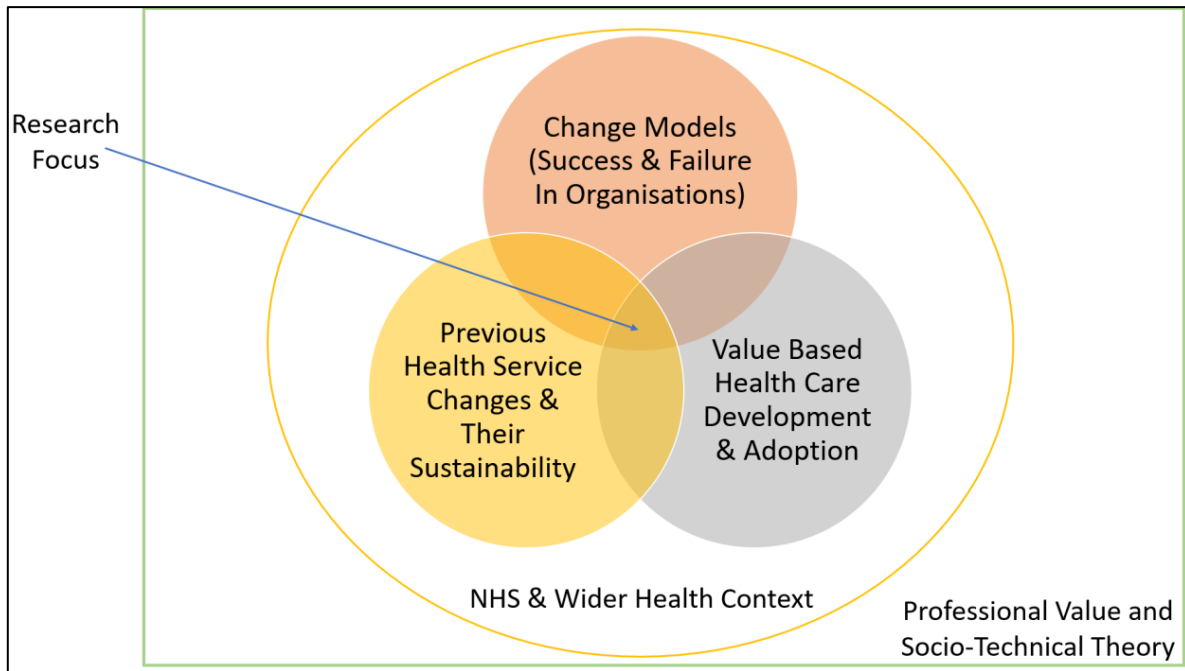 Research
Focus
Change Models
(Success & Failure
In Organisations)
Previous
Health Service
Changes &
Their
Sustainability
Value Based
Health Care
Development
& Adoption
NHS & Wider Health Context
Professional Value and
Socio-Technical Theory